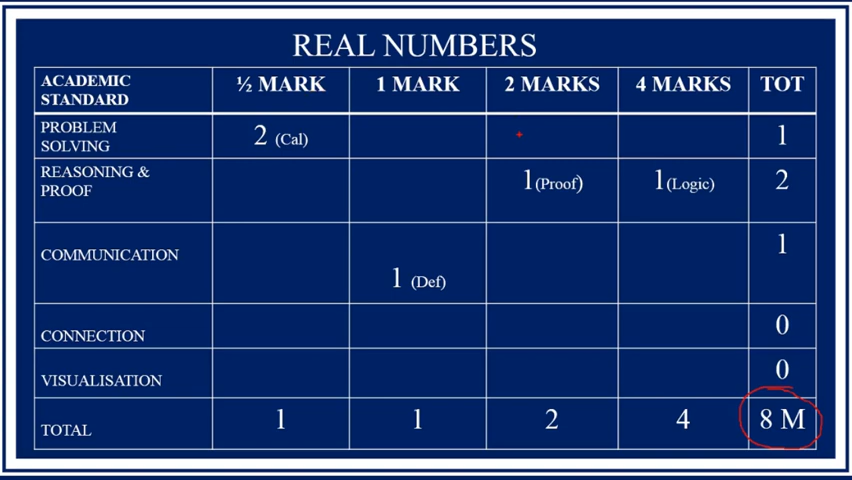 REAL NUMBERS
ACADEMIC STANDARD ½ MARK 1 MARK 2 MARKS 4 MARKS TOT
PROBLEM SOLVING 2 (Cal) 1
REASONING & PROOF 1(Proof) 1(Logic) 2
COMMUNICATION 1 (Def) 1
CONNECTION 0
VISUALISATION 0
TOTAL 1 1 2 4 8 M